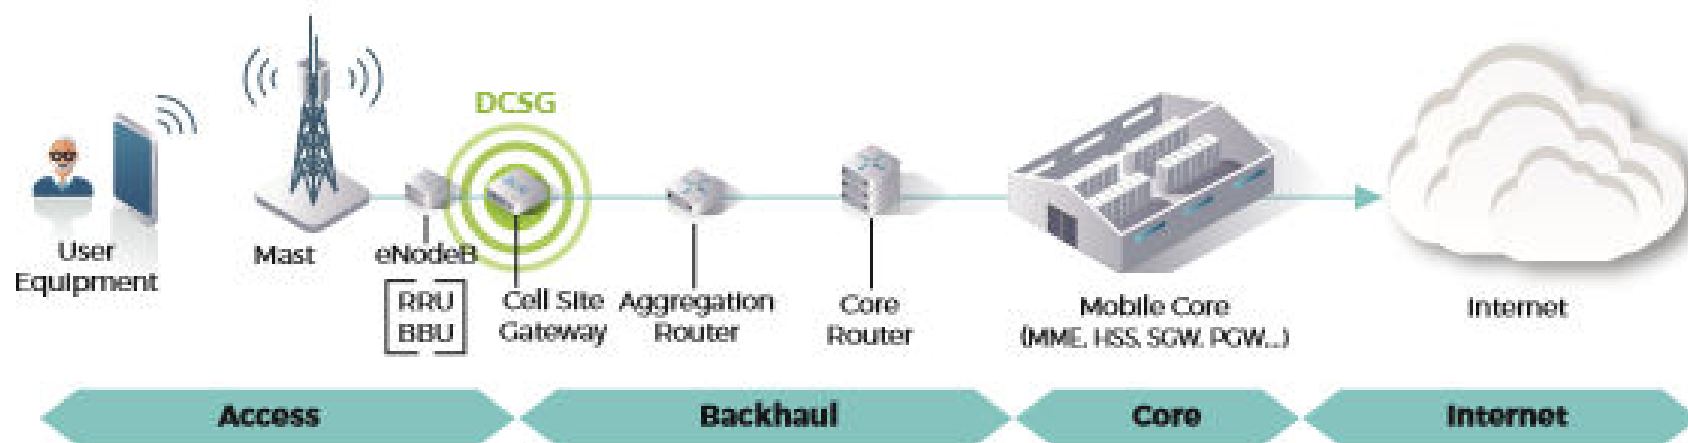 DCSG
User
Equipment
Mast
eNodeB
RRU
BBU
Cell Site
Gateway
Aggregation
Router
Core
Router
Mobile Core
(MME, HSS, SGW, PGW...)
Internet
Access
Backhaul
Core
Internet